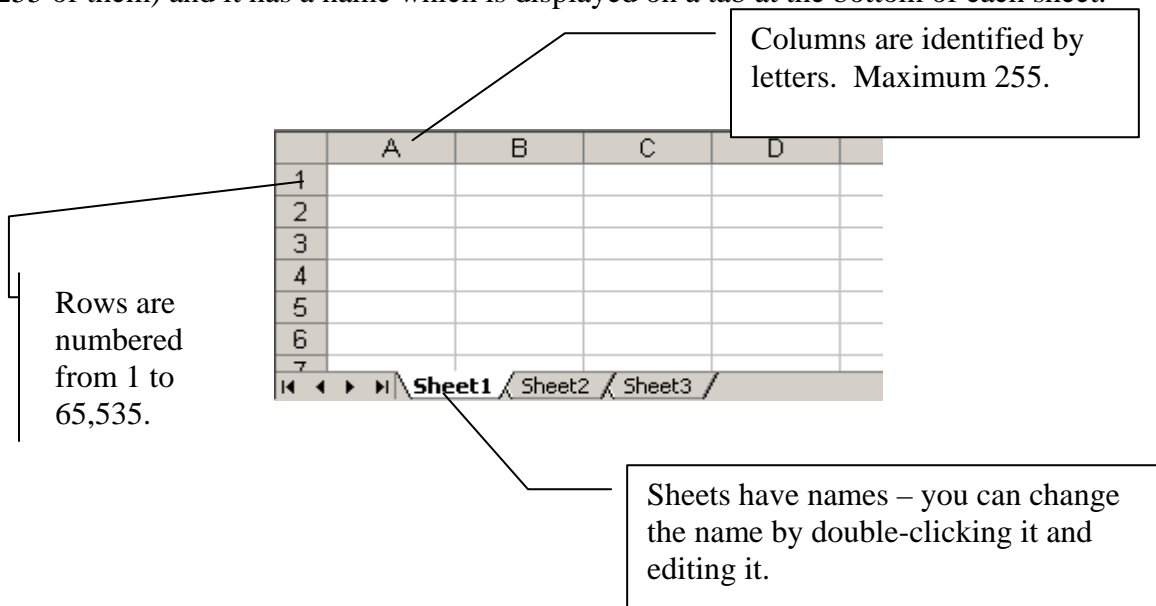 255 of them) and it has a name which is displayed on a tab at the bottom of each sheet.
Columns are identified by
letters. Maximum 255.
A B C D
1
2
3
4
5
6
7
Rows are
numbered
from 1 to
65,535.
Sheet1 Sheet2 Sheet3
Sheets have names – you can change
the name by double-clicking it and
editing it.